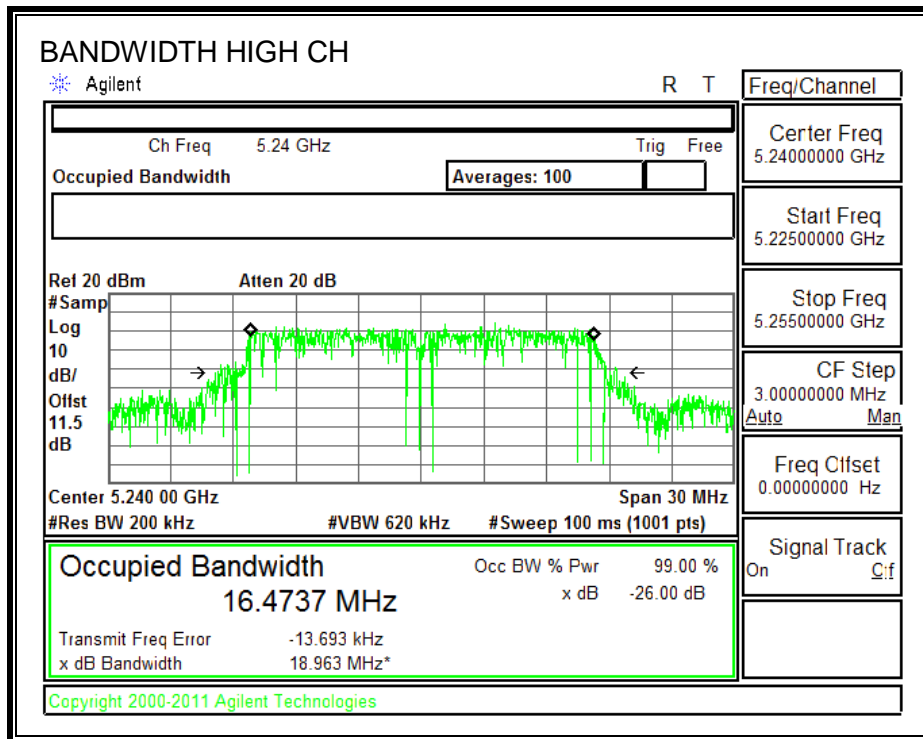 BANDWIDTH HIGH CH
Agilent R T
Freq/Channel
Ch Freq 5.24 GHz Trig Free
Occupied Bandwidth Averages: 100
Center Freq
5.24000000 GHz
Start Freq
5.22500000 GHz
Stop Freq
5.25500000 GHz
CF Step
3.00000000 MHz
Auto Man
Freq Offset
0.00000000 Hz
Signal Track
On Off
Ref 20 dBm Atten 20 dB
#Samp
Log
10
dB/
Offst
11.5
dB
Center 5.240 00 GHz Span 30 MHz
#Res BW 200 kHz #VBW 620 kHz #Sweep 100 ms (1001 pts)
Occupied Bandwidth
16.4737 MHz
Occ BW % Pwr 99.00 %
x dB -26.00 dB
Transmit Freq Error -13.693 kHz
x dB Bandwidth 18.963 MHz*
Copyright 2000-2011 Agilent Technologies